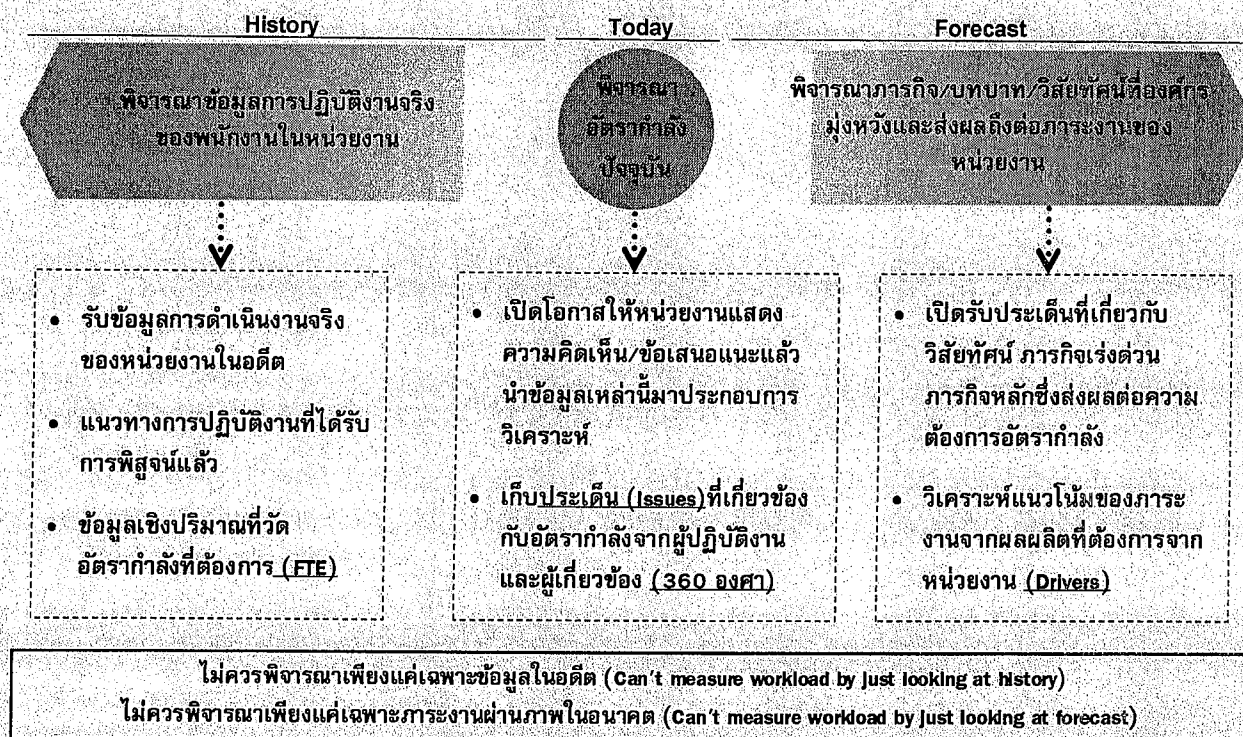 History
Today
Forecast
พิจารณาข้อมูลการปฏิบัติงานจริง
ของพนักงานในหน่วยงาน
พิจารณา
อัตรากำลัง
ปัจจุบัน
พิจารณาภารกิจ/บทบาท/วิสัยทัศน์ที่องค์กร
มุ่งหวังและส่งผลถึงต่อภาระงานของ
หน่วยงาน
• รับข้อมูลการดำเนินงานจริง
ของหน่วยงานในอดีต
• แนวทางการปฏิบัติงานที่ได้รับ
การพิสูจน์แล้ว
• ข้อมูลเชิงปริมาณที่วัด
อัตรากำลังที่ต้องการ (FTE)
• เปิดโอกาสให้หน่วยงานแสดง
ความคิดเห็น/ข้อเสนอแนะแล้ว
นำข้อมูลเหล่านี้มาประกอบการ
วิเคราะห์
• เก็บประเด็น (Issues)ที่เกี่ยวข้อง
กับอัตรากำลังจากผู้ปฏิบัติงาน
และผู้เกี่ยวข้อง (360 องศา)
• เปิดรับประเด็นที่เกี่ยวกับ
วิสัยทัศน์ ภารกิจเร่งด่วน
ภารกิจหลักซึ่งส่งผลต่อความ
ต้องการอัตรากำลัง
• วิเคราะห์แนวโน้มของภาระ
งานจากผลผลิตที่ต้องการจาก
หน่วยงาน (Drivers)
ไม่ควรพิจารณาเพียงแค่เฉพาะข้อมูลในอดีต (Can't measure workload by just looking at history)
ไม่ควรพิจารณาเพียงแค่เฉพาะภาระงานผ่านภาพในอนาคต (Can't measure workload by just looking at forecast)